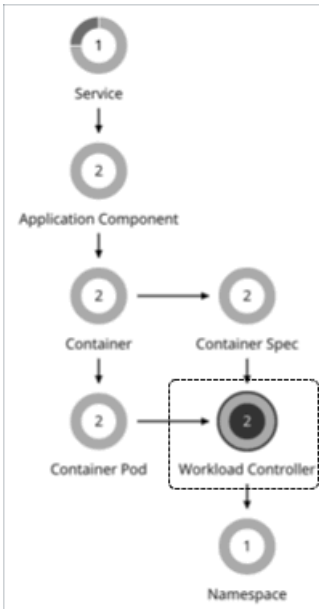 1
Service
2
Application Component
2 2
Container Container Spec
2 2
Container Pod Workload Controller
1
Namespace